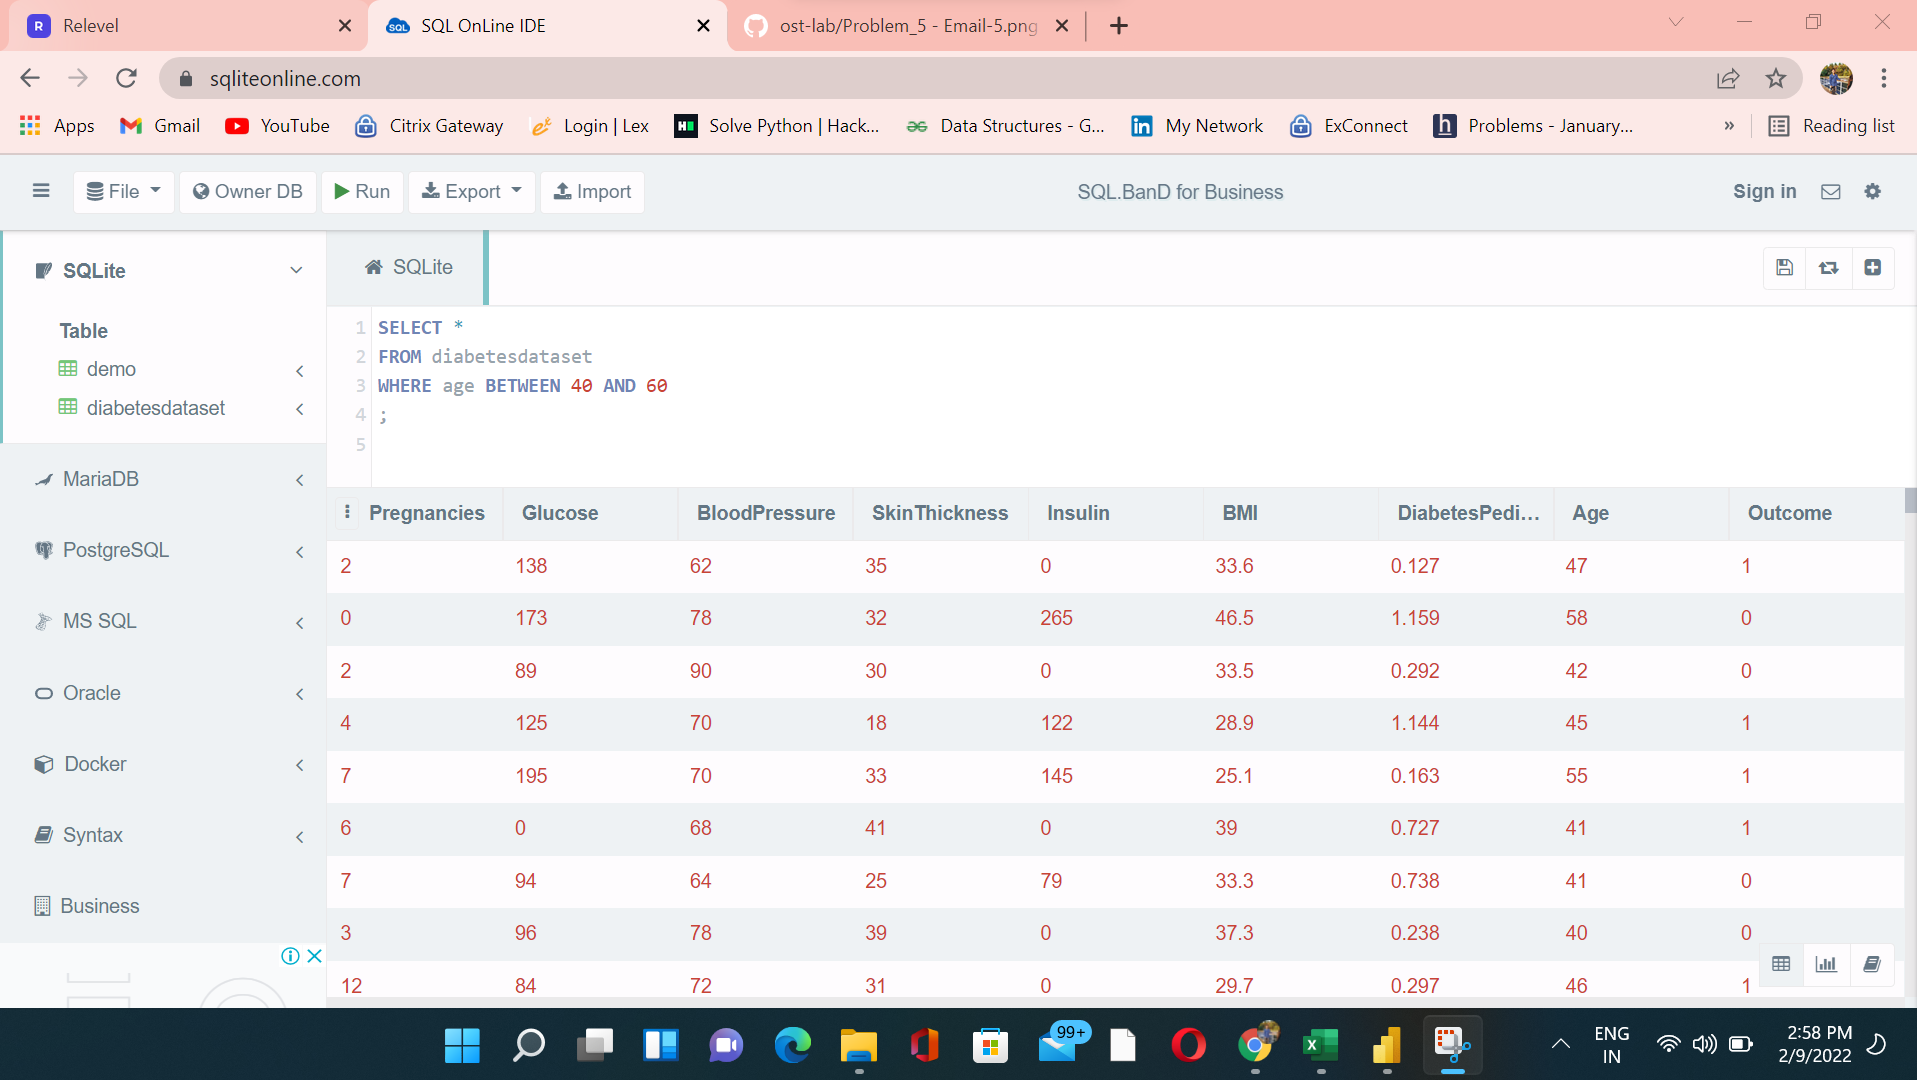 Relevel
SQL OnLine IDE
ost-lab/Problem_5 - Email-5.png
sqliteonline.com
Apps Gmail YouTube Citrix Gateway Login | Lex Solve Python | Hack... Data Structures - G... My Network ExConnect Problems - January... » Reading list
File Owner DB Run Export Import SQL.BanD for Business Sign in
SQLite
Table
demo
diabetesdataset
MariaDB
PostgreSQL
MS SQL
Oracle
Docker
Syntax
Business
SQLite
1 SELECT *
2 FROM diabetesdataset
3 WHERE age BETWEEN 40 AND 60
4 ;
5
Pregnancies Glucose BloodPressure SkinThickness Insulin BMI DiabetesPedi... Age Outcome
2 138 62 35 0 33.6 0.127 47 1
0 173 78 32 265 46.5 1.159 58 0
2 89 90 30 0 33.5 0.292 42 0
4 125 70 18 122 28.9 1.144 45 1
7 195 70 33 145 25.1 0.163 55 1
6 0 68 41 0 39 0.727 41 1
7 94 64 25 79 33.3 0.738 41 0
3 96 78 39 0 37.3 0.238 40 0
12 84 72 31 0 29.7 0.297 46 1
99+
ENG
IN
2:58 PM
2/9/2022